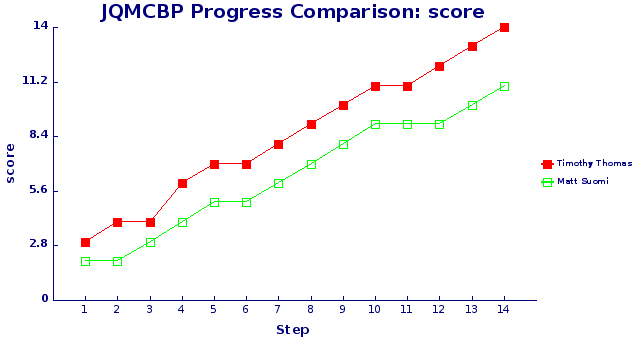 JQMCBP Progress Comparison: score
14
11.2
8.4
5.6
2.8
0
score
1 2 3 4 5 6 7 8 9 10 11 12 13 14
Step
Timothy Thomas
Matt Suomi